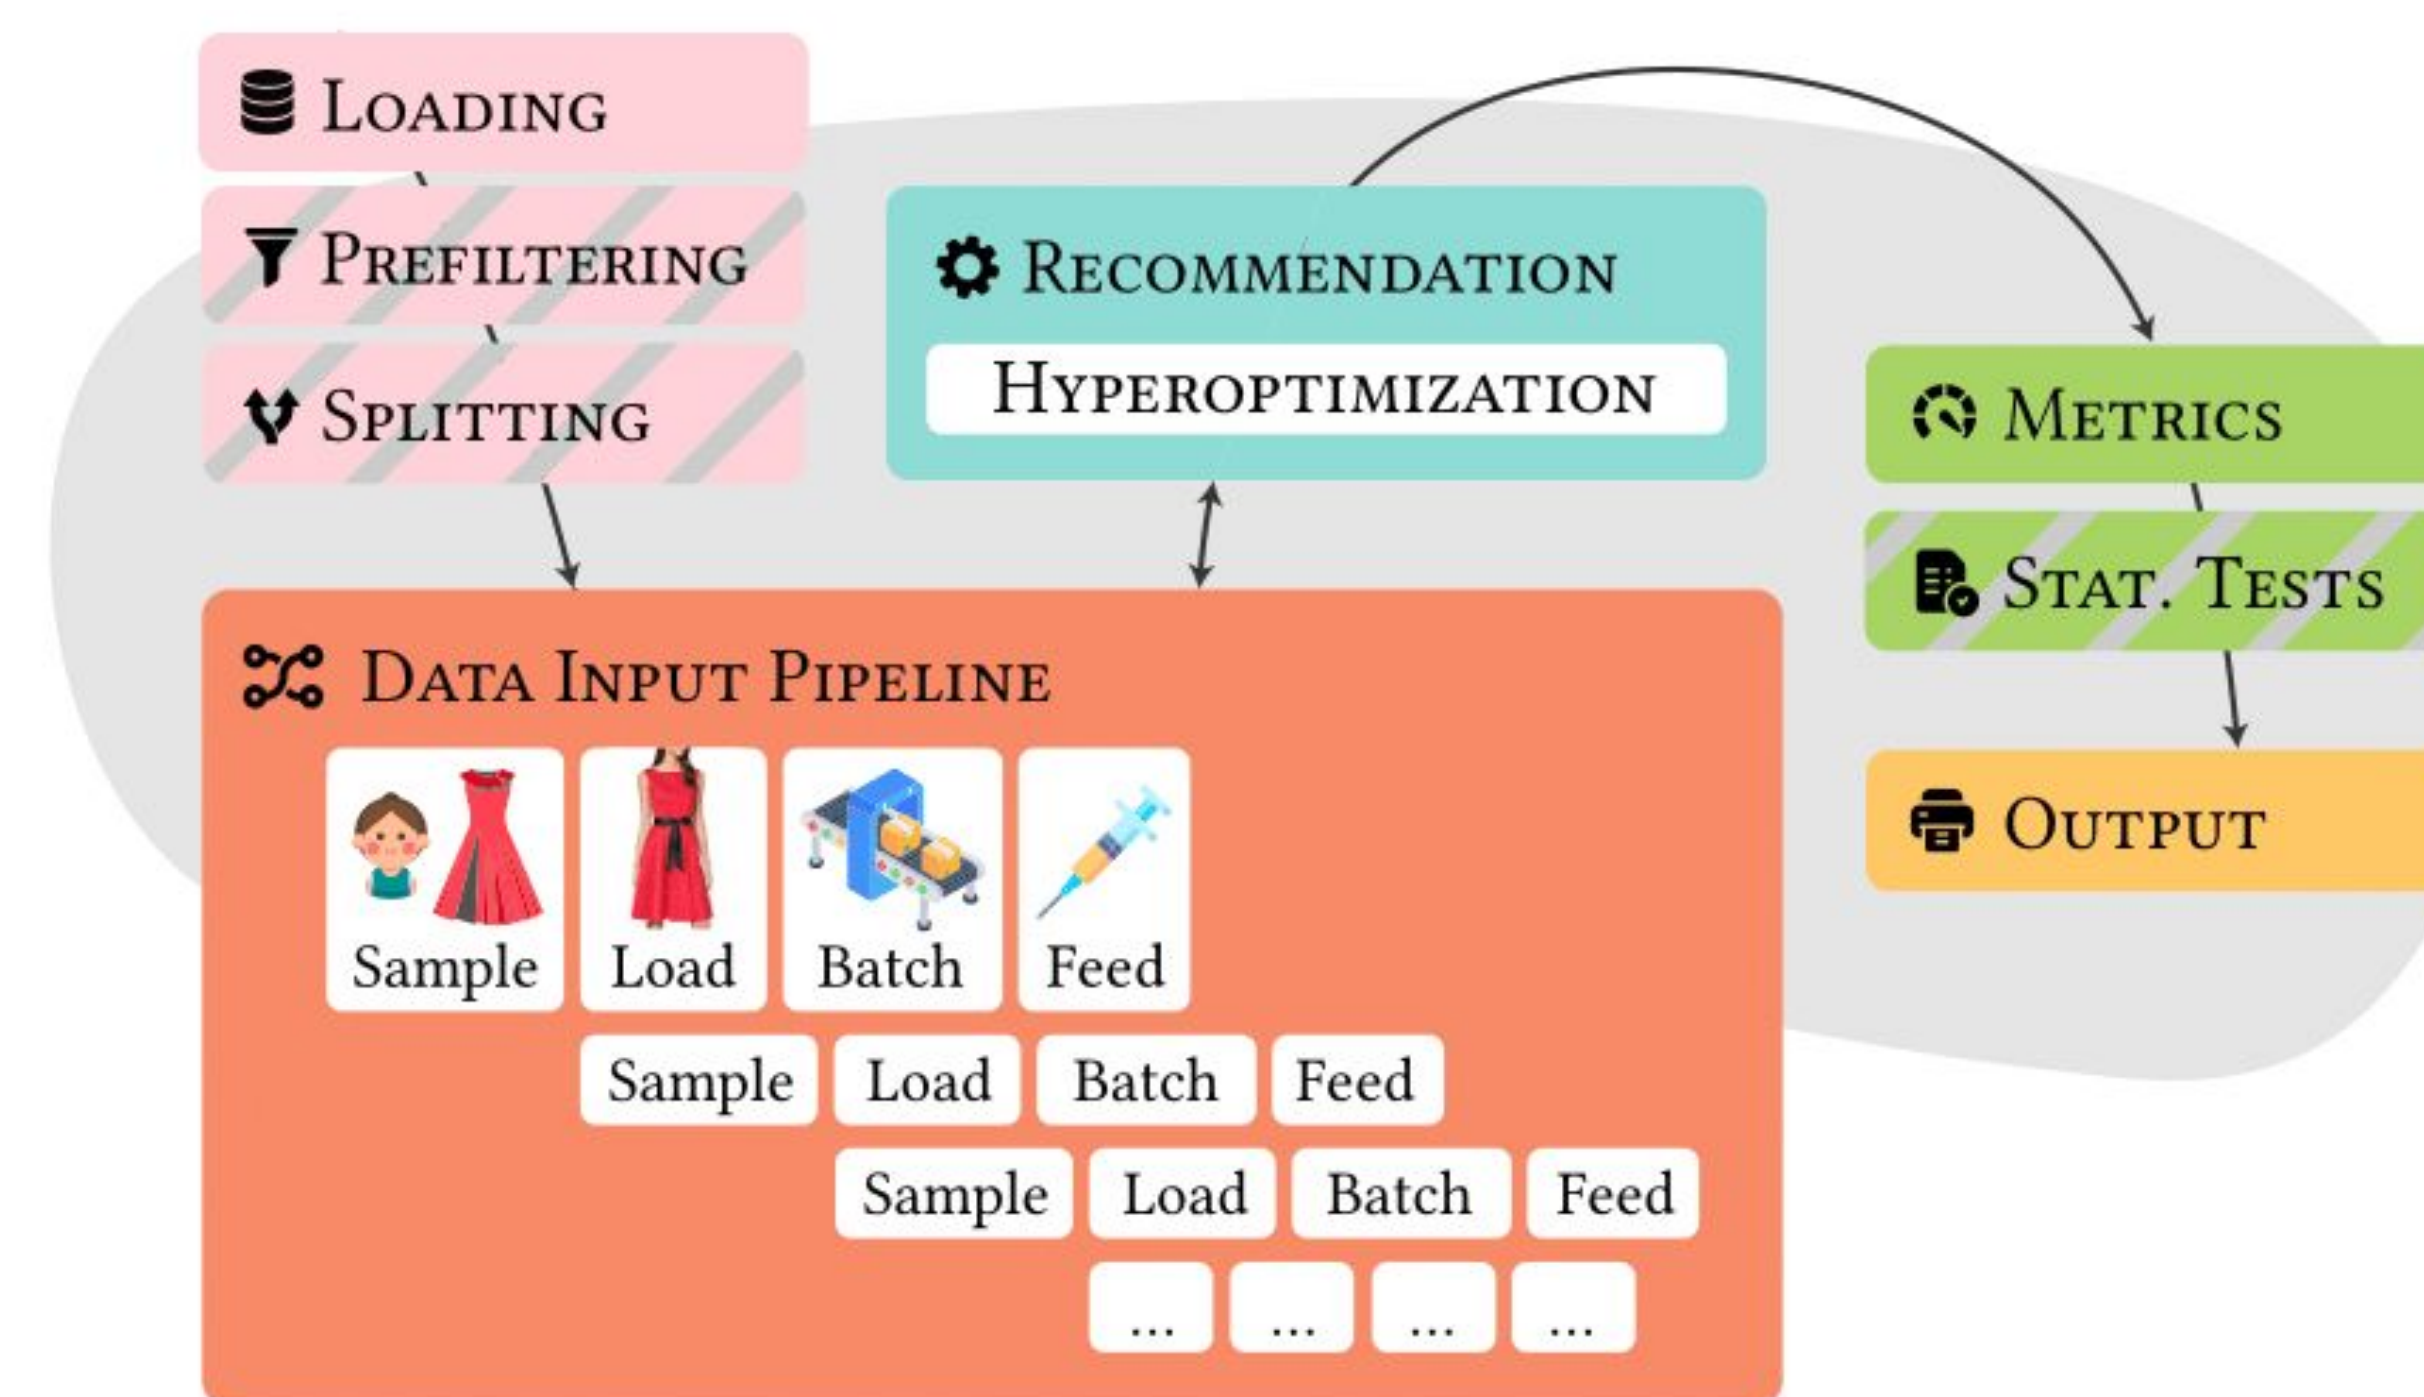 LOADING
PREFILTERING
SPLITTING
RECOMMENDATION
HYPEROPTIMIZATION
METRICS
STAT. TESTS
OUTPUT
DATA INPUT PIPELINE
Sample Load Batch Feed
Sample Load Batch Feed
Sample Load Batch Feed
... ... ... ...